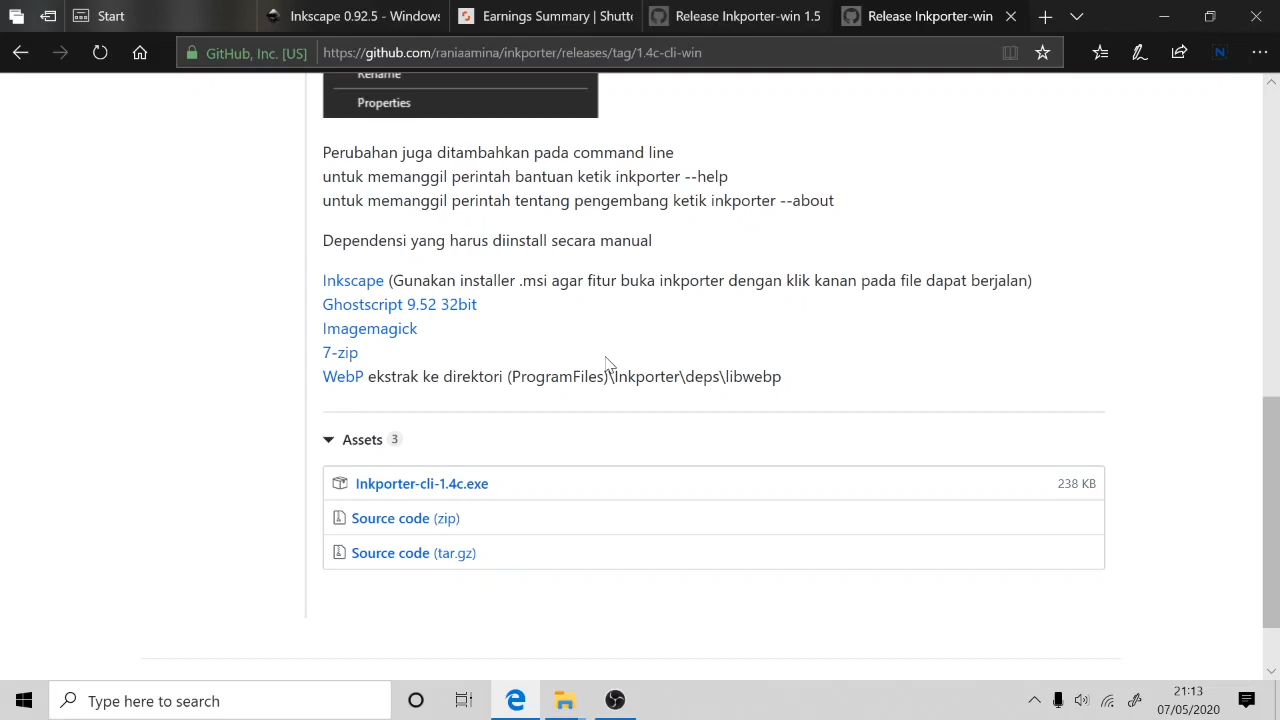 Start
Inkscape 0.92.5 - Windows
Earnings Summary | Shutte
Release Inkporter-win 1.5
Release Inkporter-win
GitHub, Inc. [US]
https://github.com/raniaamina/inkporter/releases/tag/1.4c-cli-win
Rename
Properties
Perubahan juga ditambahkan pada command line
untuk memanggil perintah bantuan ketik inkporter --help
untuk memanggil perintah tentang pengembang ketik inkporter --about
Dependensi yang harus diinstall secara manual
Inkscape (Gunakan installer .msi agar fitur buka inkporter dengan klik kanan pada file dapat berjalan)
Ghostscript 9.52 32bit
Imagemagick
7-zip
WebP ekstrak ke direktori (ProgramFiles)\Inkporter\deps\libwebp
Assets 3
Inkporter-cli-1.4c.exe 238 KB
Source code (zip)
Source code (tar.gz)
Type here to search
21:13
07/05/2020